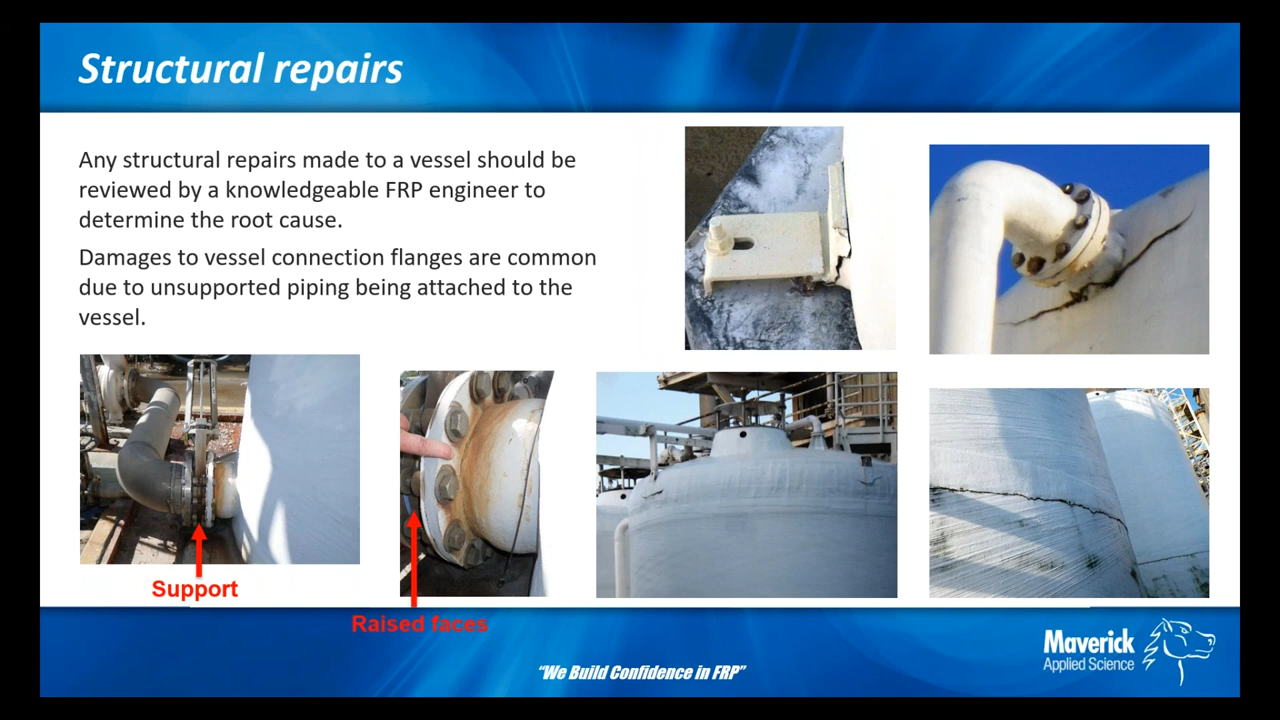 Structural repairs
Any structural repairs made to a vessel should be
reviewed by a knowledgeable FRP engineer to
determine the root cause.
Damages to vessel connection flanges are common
due to unsupported piping being attached to the
vessel.
Support
Raised faces
“We Build Confidence in FRP”
Maverick
Applied Science